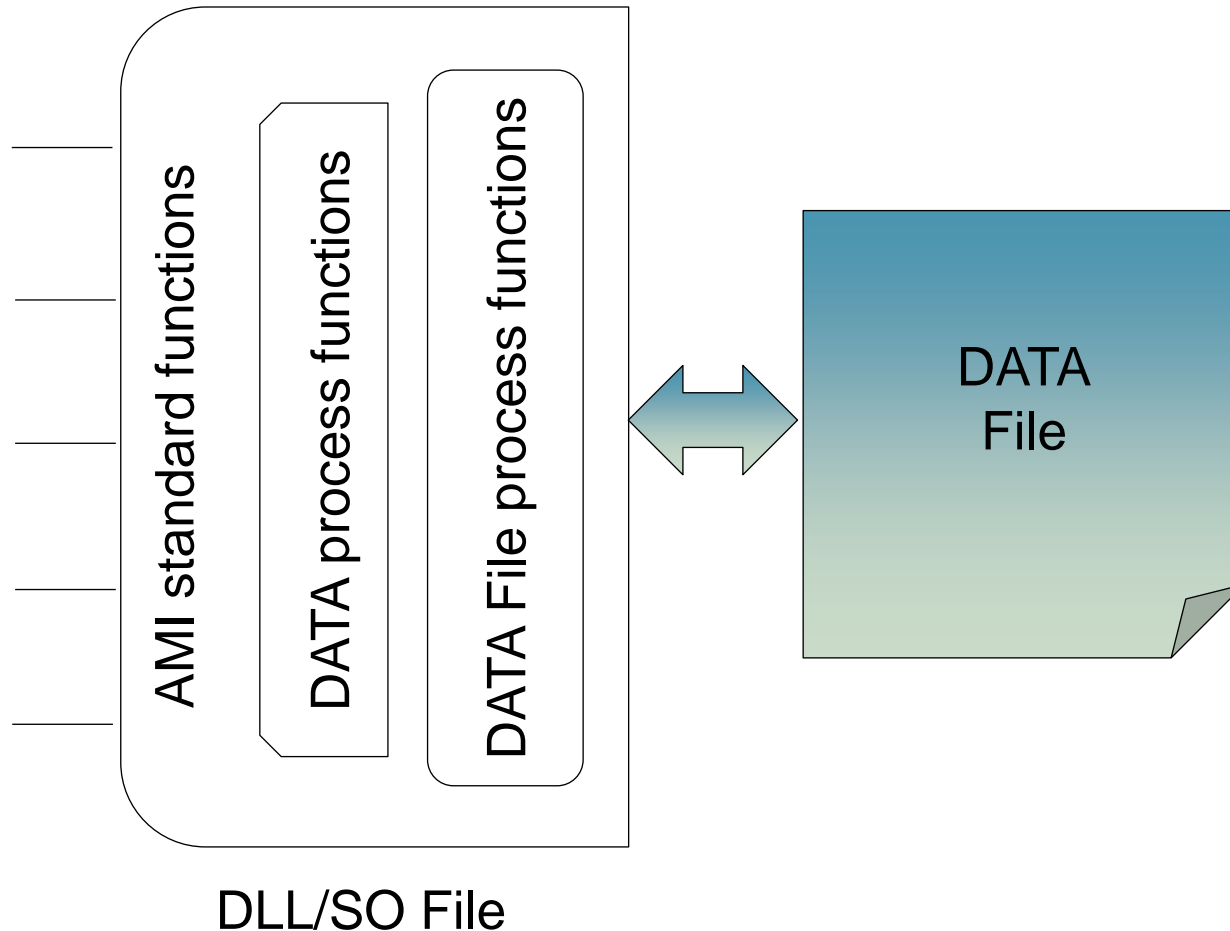 AMI standard functions
DATA process functions
DATA File process functions
DATA
File
DLL/SO File